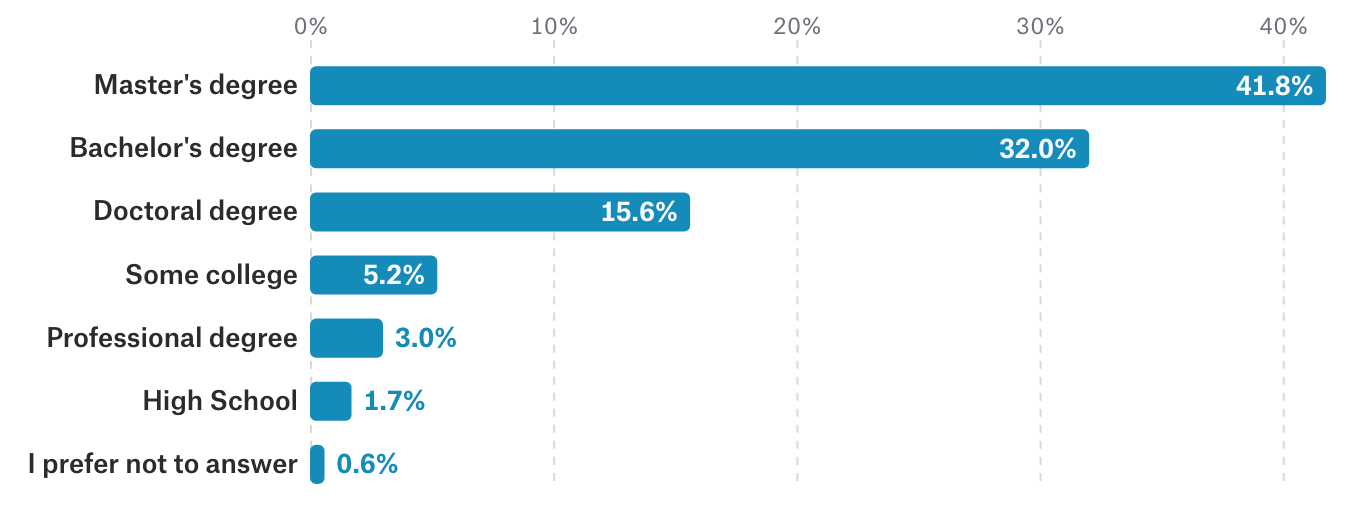 0% 10% 20% 30% 40%
Master's degree 41.8%
Bachelor's degree 32.0%
Doctoral degree 15.6%
Some college 5.2%
Professional degree 3.0%
High School 1.7%
I prefer not to answer 0.6%